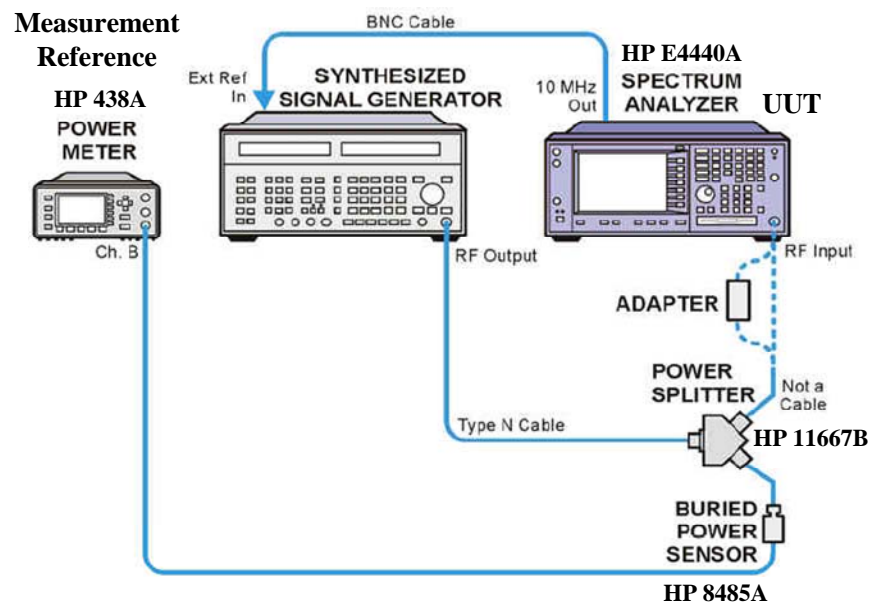 Measurement
Reference
HP 438A
POWER
METER
Ch. B
BNC Cable
Ext Ref
In
SYNTHESIZED
SIGNAL GENERATOR
RF Output
10 MHz
Out
HP E4440A
SPECTRUM
ANALYZER
UUT
RF Input
ADAPTER
POWER
SPLITTER
Not a
Cable
HP 11667B
Type N Cable
BURIED
POWER
SENSOR
HP 8485A